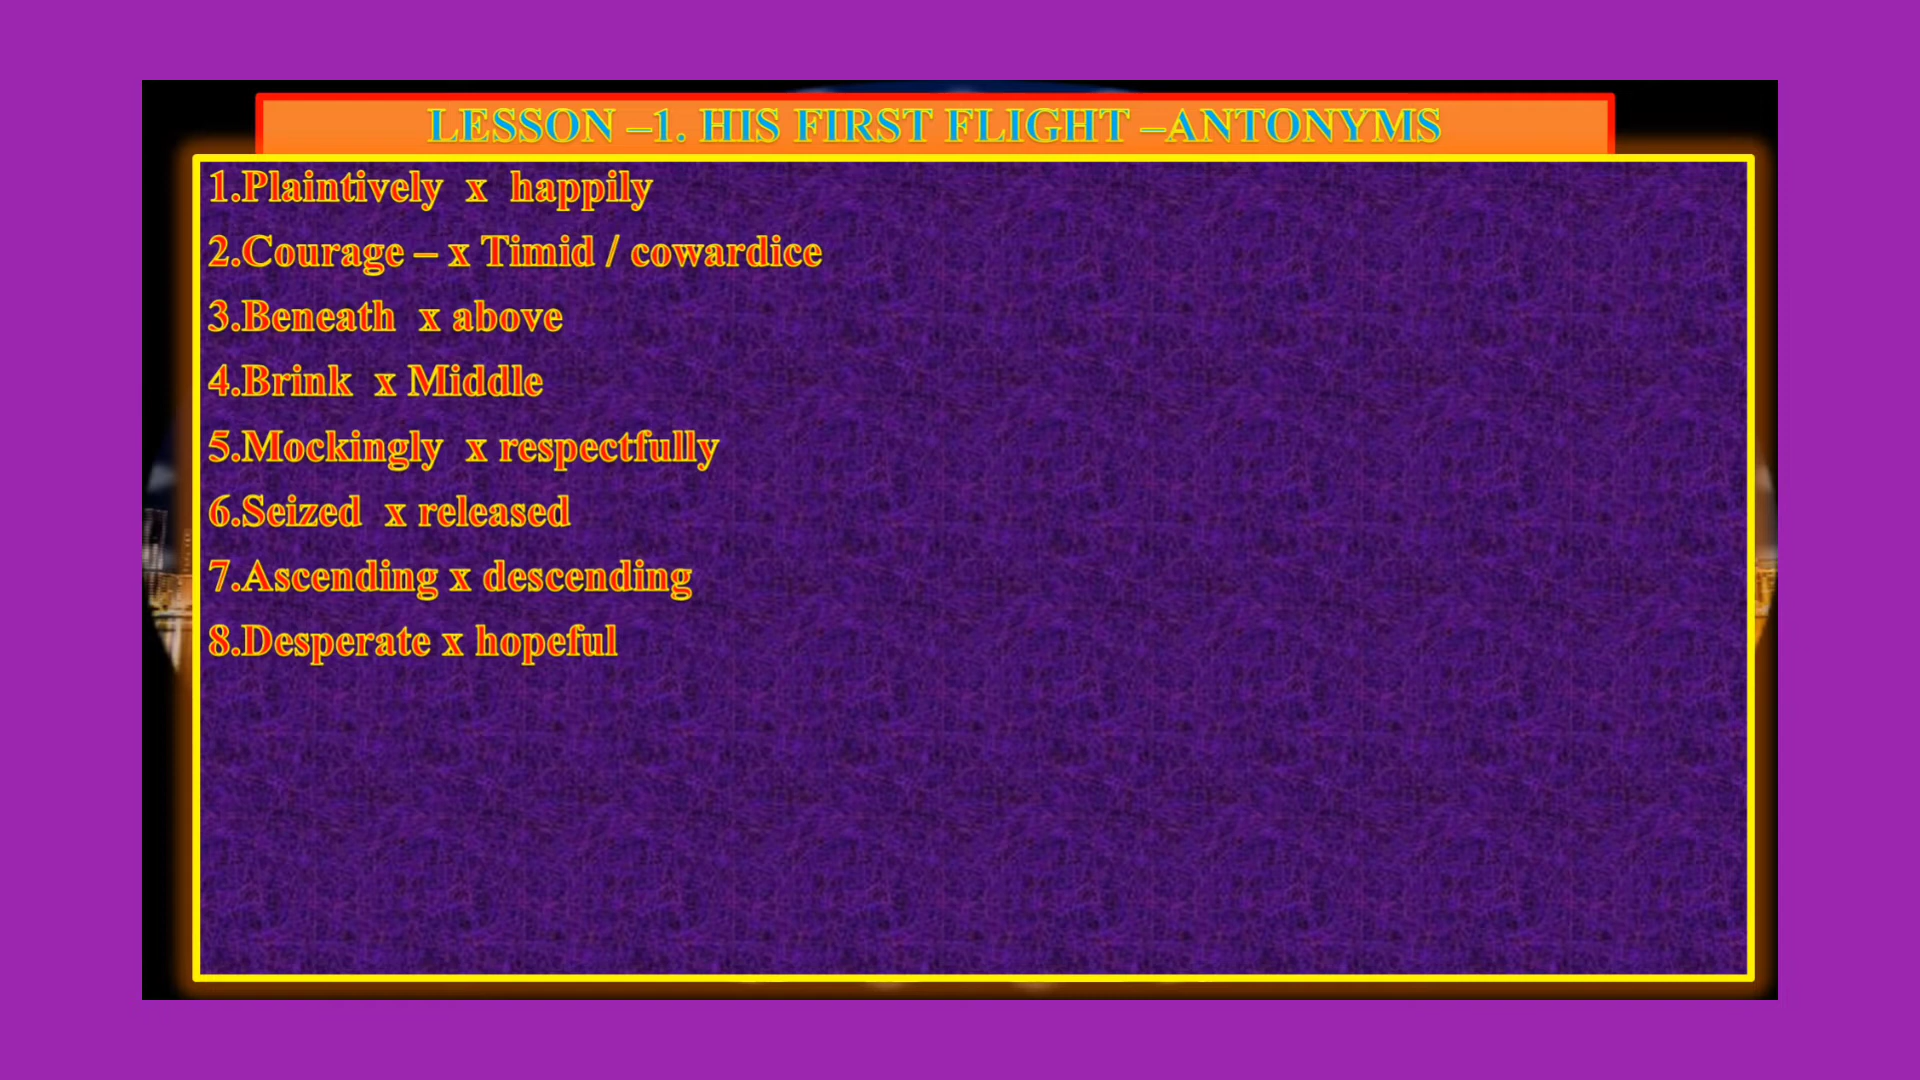 LESSON –1. HIS FIRST FLIGHT –ANTONYMS
1.Plaintively x happily
2.Courage – x Timid / cowardice
3.Beneath x above
4.Brink x Middle
5.Mockingly x respectfully
6.Seized x released
7.Ascending x descending
8.Desperate x hopeful